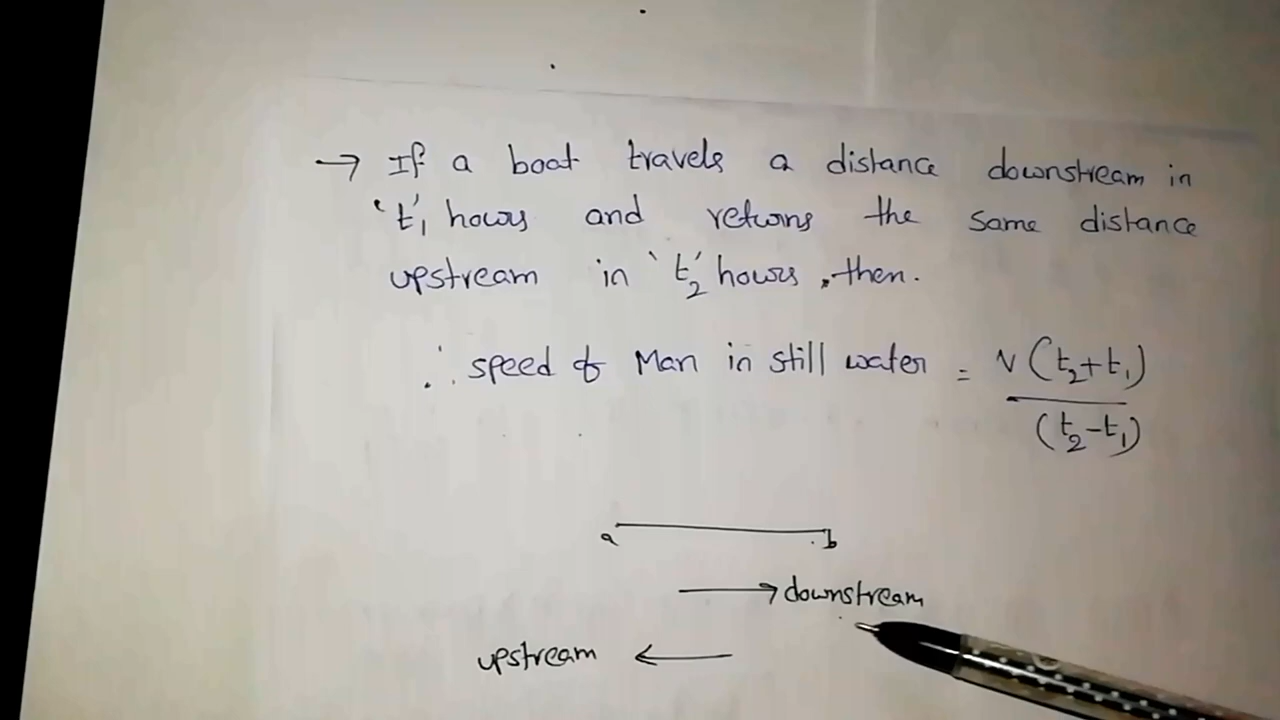 → If a boat travels a distance downstream in
't₁' hours and returns the same distance
upstream in 't₂' hours, then.
∴ speed of Man in still water = v(t₂+t₁)
(t₂-t₁)
a b
→ downstream
upstream ←